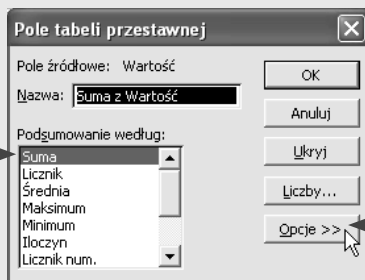 Pole tabeli przestawnej
Pole źródłowe: Wartość
Nazwa: Suma z Wartość
Podsumowanie według:
Suma
Licznik
Średnia
Maksimum
Minimum
Iloczyn
Licznik num.
OK
Anuluj
Ukryj
Liczby...
Opcje >>